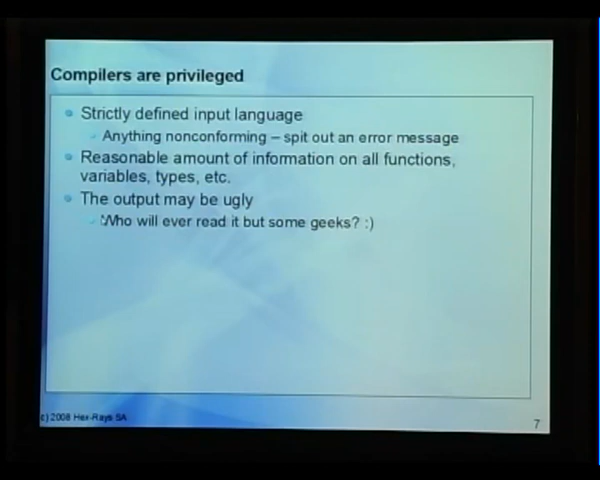 Compilers are privileged
Strictly defined input language
Anything nonconforming – spit out an error message
Reasonable amount of information on all functions,
variables, types, etc.
The output may be ugly
Who will ever read it but some geeks? :)
c) 2008 Hex-Rays SA
7